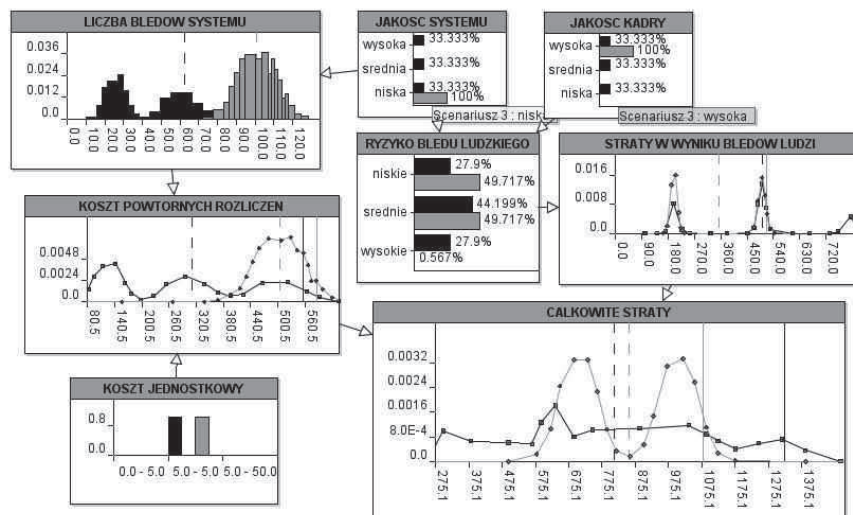 LICZBA BLEDOW SYSTEMU
0.036
0.024
0.012
0.0
0.0
10.0
20.0
30.0
40.0
50.0
60.0
70.0
80.0
90.0
100.0
110.0
120.0
JAKOSC SYSTEMU
wysoka 33.333%
srednia 33.333%
niska 33.333%
100%
Scenariusz 3 : niska
JAKOSC KADRY
wysoka 33.333%
100%
srednia 33.333%
niska 33.333%
Scenariusz 3 : wysoka
RYZYKO BLEDU LUDZKIEGO
niskie 27.9%
49.717%
srednie 44.199%
49.717%
wysokie 27.9%
0.567%
STRATY W WYNIKU BLEDOW LUDZI
0.016
0.008
0.0
0.0
90.0
180.0
270.0
360.0
450.0
540.0
630.0
720.0
KOSZT POWTORNYCH ROZLICZEN
0.0048
0.0024
0.0
80.5
140.5
200.5
260.5
320.5
380.5
440.5
500.5
560.5
CALKOWITE STRATY
0.0032
0.0024
0.0016
8.0E-4
0.0
275.1
375.1
475.1
575.1
675.1
775.1
875.1
975.1
1075.1
1175.1
1275.1
1375.1
KOSZT JEDNOSTKOWY
0.8
0.0
0.0 - 5.0
5.0
5.0 - 50.0